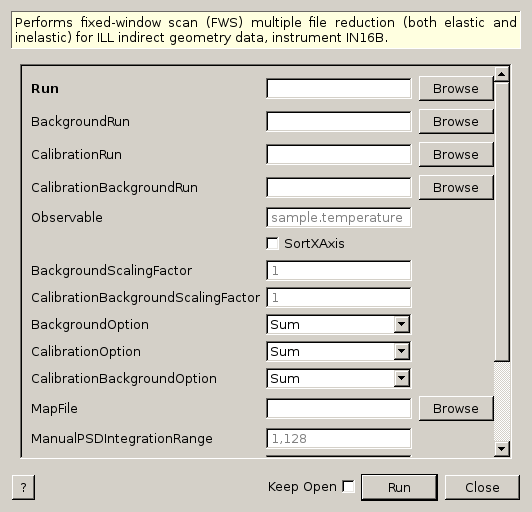 Performs fixed-window scan (FWS) multiple file reduction (both elastic and
inelastic) for ILL indirect geometry data, instrument IN16B.
Run Browse
BackgroundRun Browse
CalibrationRun Browse
CalibrationBackgroundRun Browse
Observable sample.temperature
SortXAxis
BackgroundScalingFactor 1
CalibrationBackgroundScalingFactor 1
BackgroundOption Sum
CalibrationOption Sum
CalibrationBackgroundOption Sum
MapFile Browse
ManualPSDIntegrationRange 1,128
? Keep Open Run Close